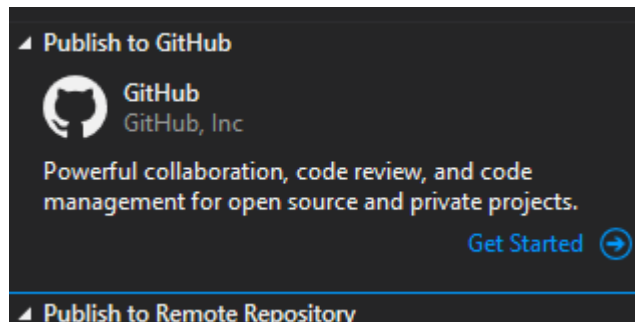 Publish to GitHub
GitHub
GitHub, Inc
Powerful collaboration, code review, and code
management for open source and private projects.
Get Started
Publish to Remote Repository